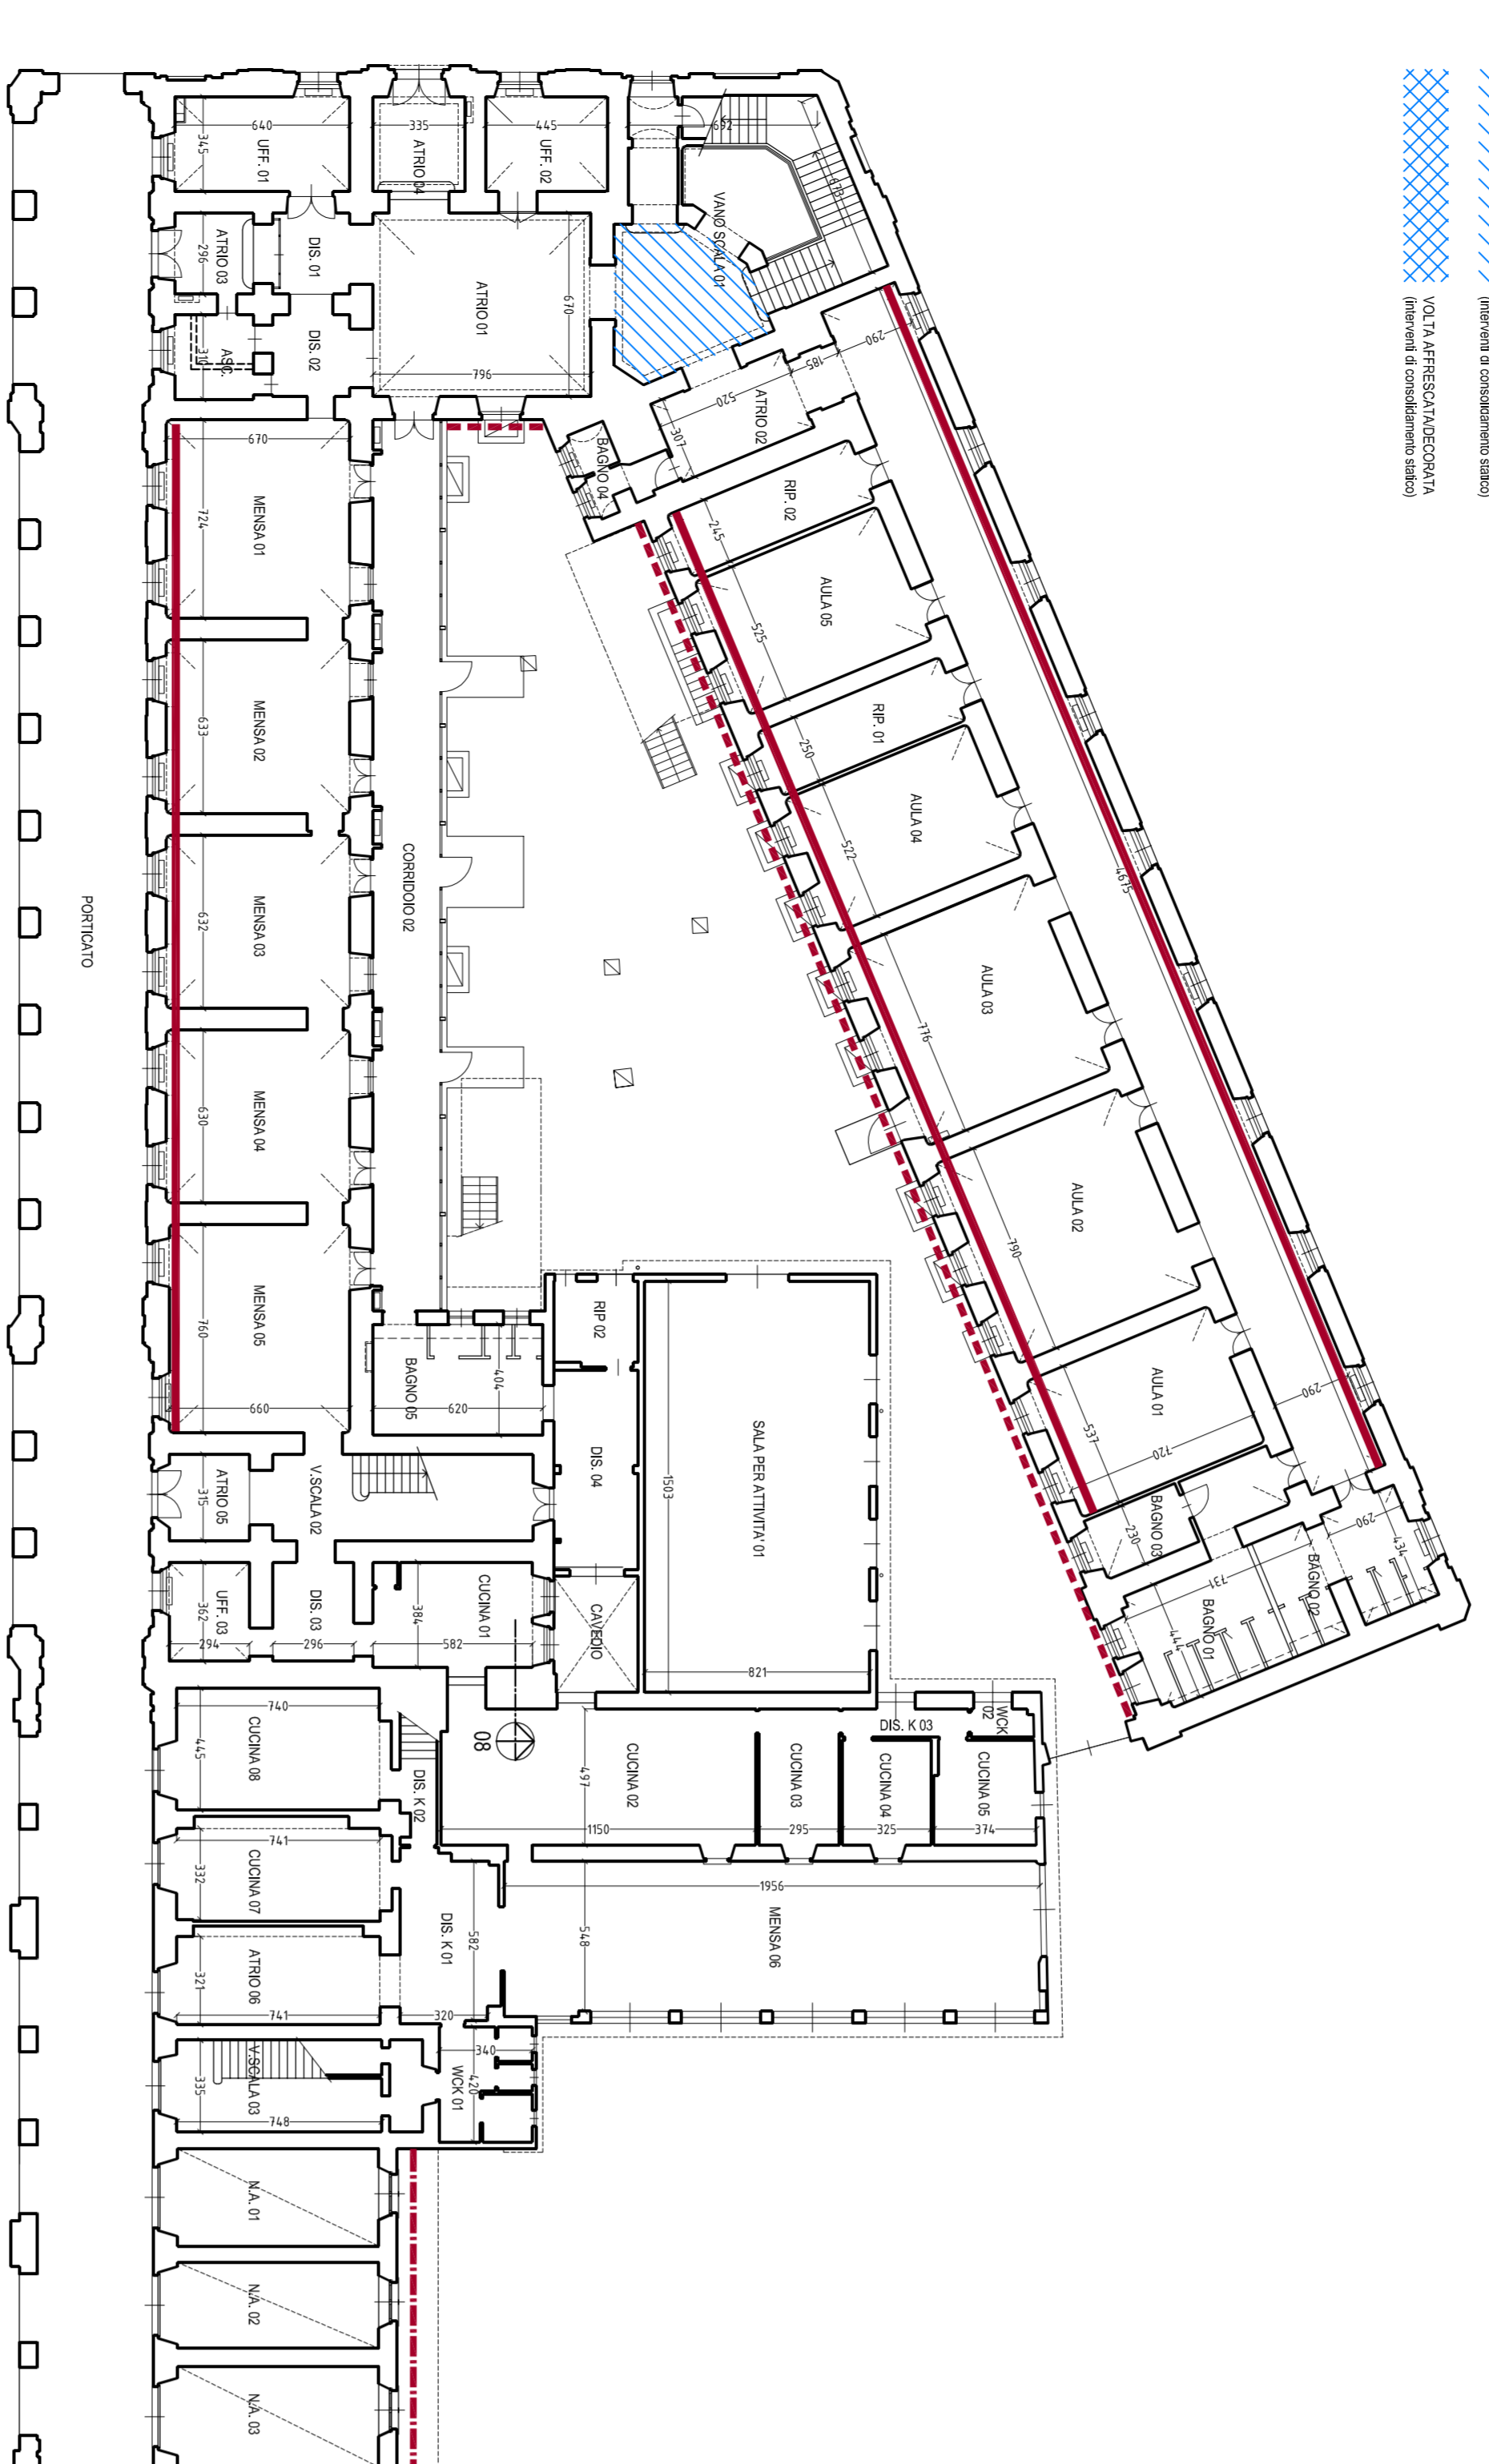 (interventi di consolidamento statico)
VOLTA AFFRESCATA/DECORATA
(interventi di consolidamento statico)
640
345
UFF. 01
335
ATRIO 04
445
UFF. 02
692
673
VANO SCALA 01
296
ATRIO 03
DIS. 01
ATRIO 01
670
796
310
ASC.
DIS. 02
290
185
520
ATRIO 02
307
BAGNO 04
RIP. 02
245
670
724
MENSA 01
AULA 05
525
RIP. 01
250
633
MENSA 02
AULA 04
522
4675
CORRIDOIO 02
PORTICATO
632
MENSA 03
AULA 03
776
630
MENSA 04
AULA 02
790
760
MENSA 05
660
RIP 02
BAGNO 05
404
620
SALA PER ATTIVITA' 01
1503
821
AULA 01
537
720
290
DIS. 04
ATRIO 05
315
V.SCALA 02
BAGNO 03
230
290
434
BAGNO 02
731
BAGNO 01
444
UFF. 03
362
294
DIS. 03
296
CUCINA 01
384
582
CAVEDIO
08
740
445
CUCINA 08
DIS. K 02
CUCINA 02
497
1150
CUCINA 03
295
DIS. K 03
CUCINA 04
325
WCK
02
CUCINA 05
374
741
332
CUCINA 07
DIS. K 01
582
1956
548
MENSA 06
321
ATRIO 06
741
320
340
420
WCK 01
335
V.SCALA 03
748
N.A. 01
N.A. 02
N.A. 03